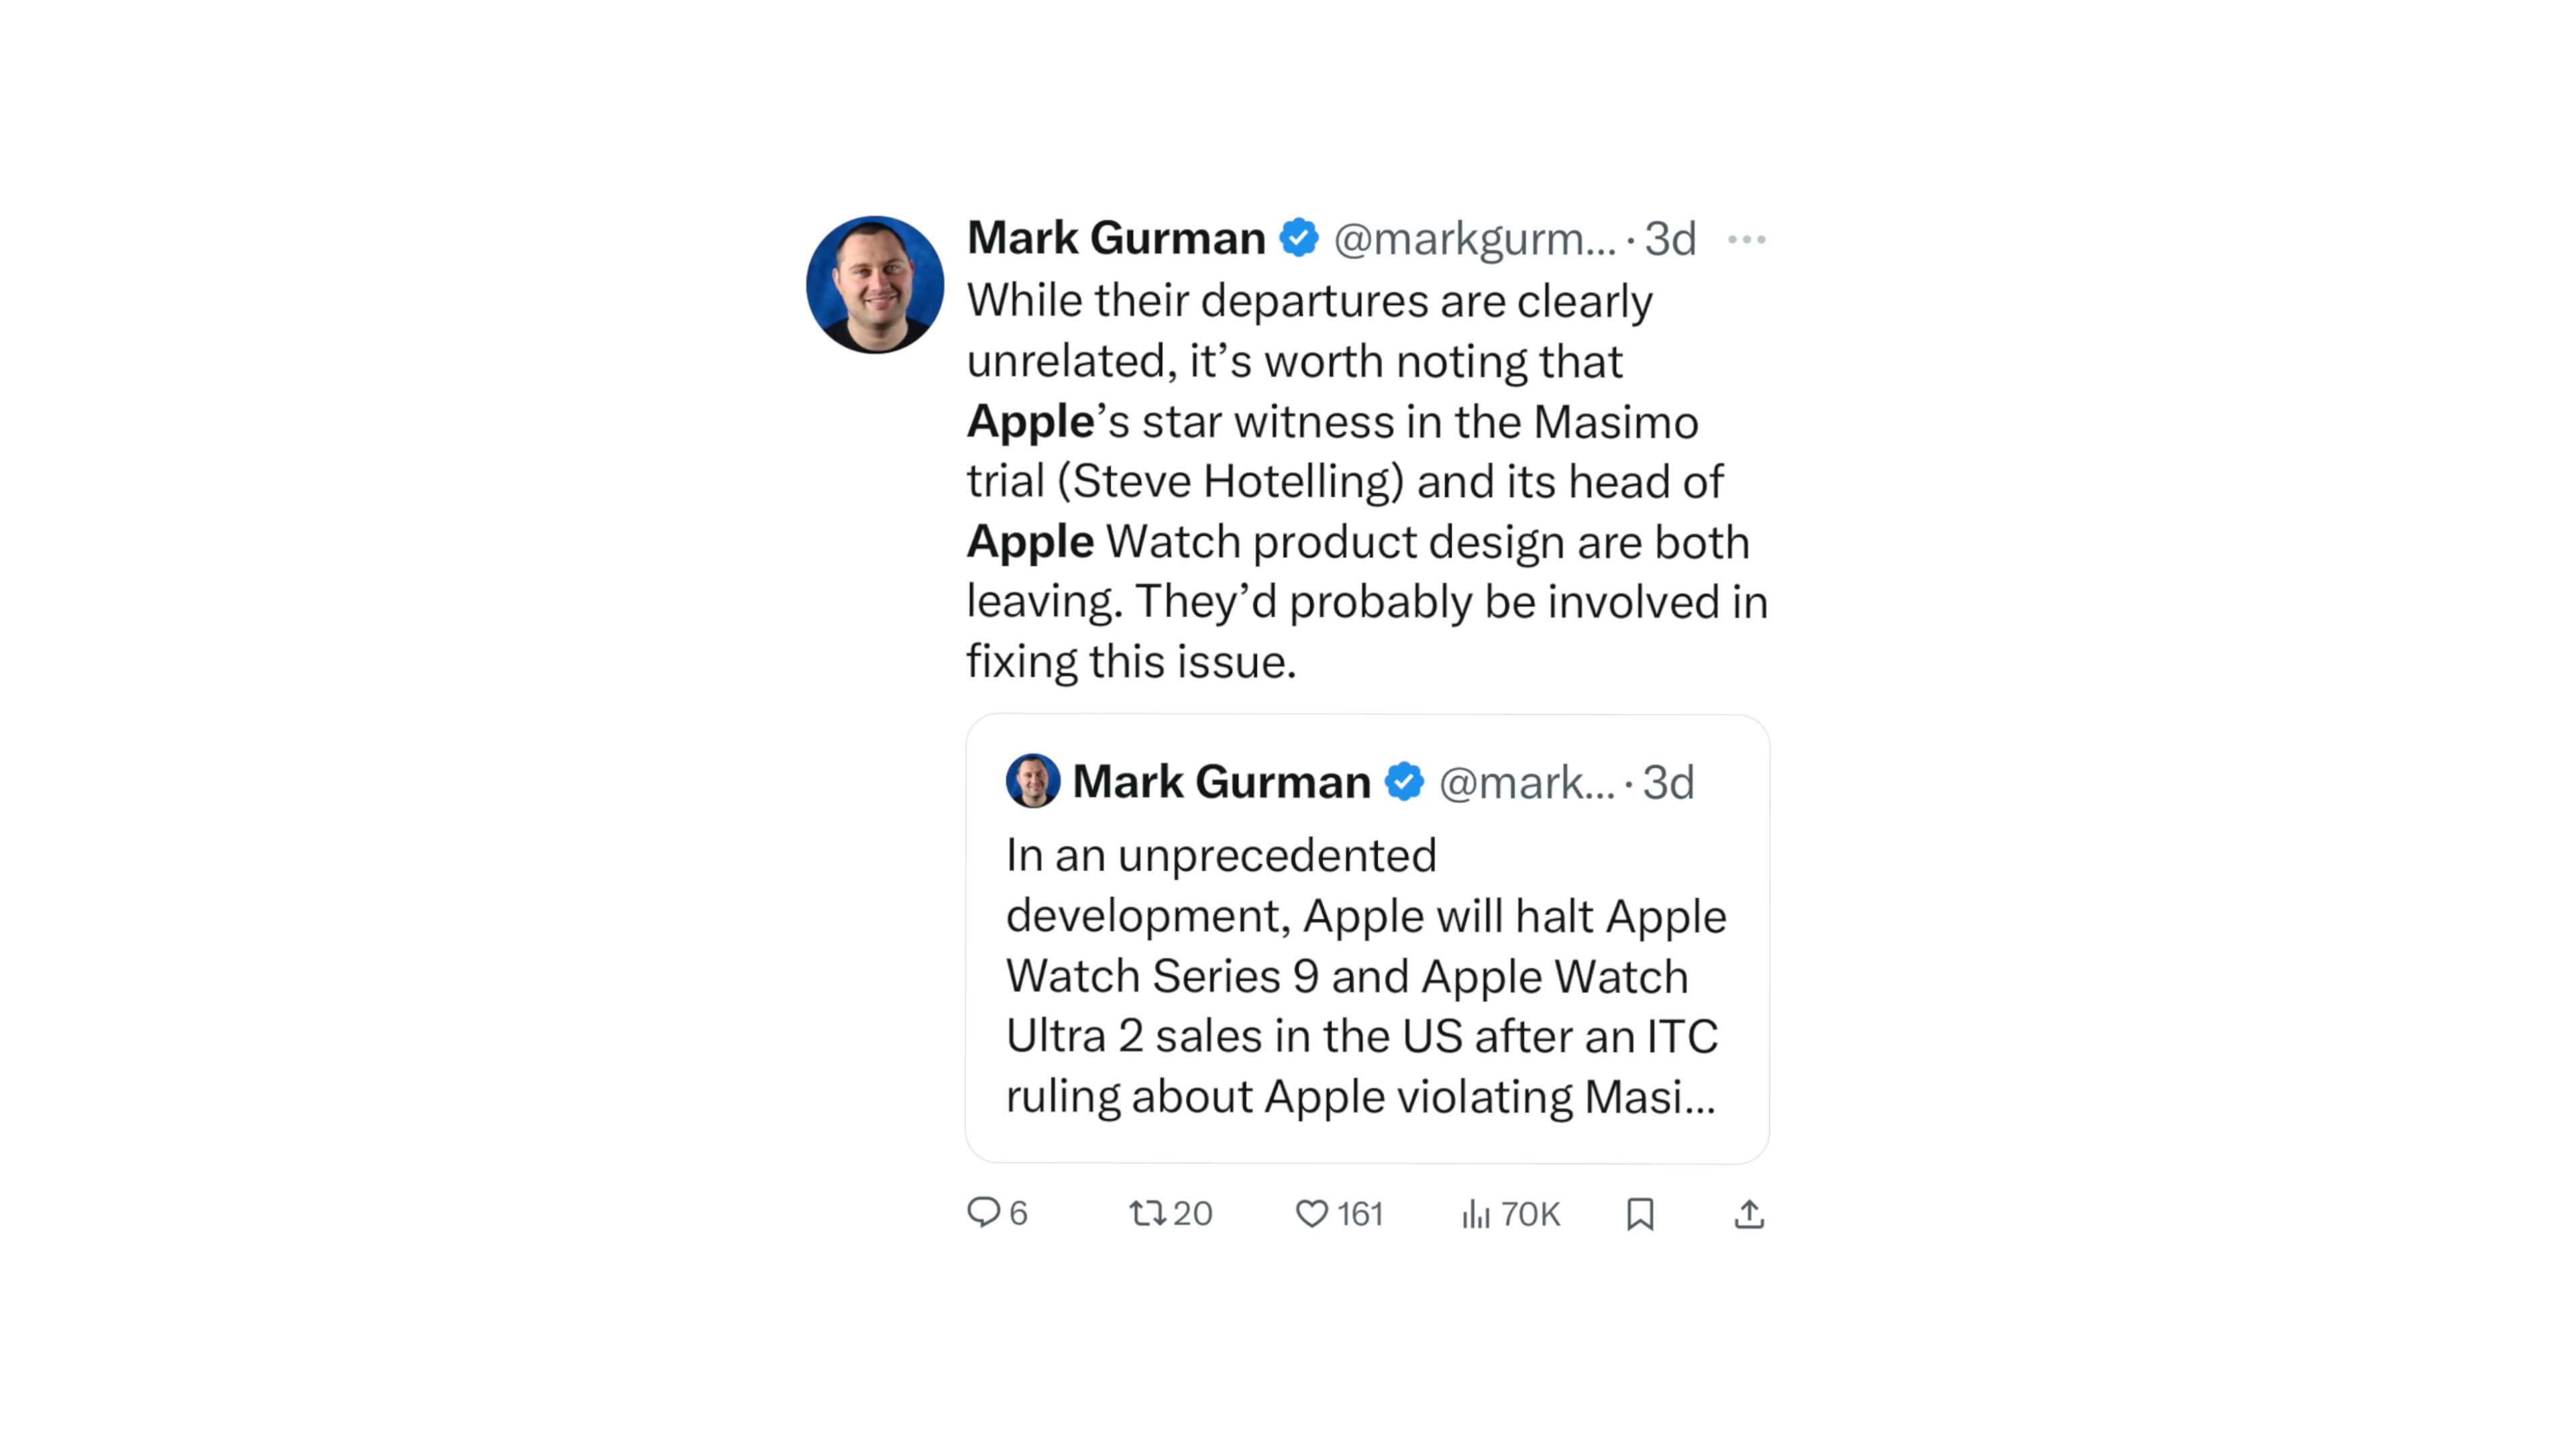 Mark Gurman @markgurm... · 3d
While their departures are clearly
unrelated, it’s worth noting that
Apple’s star witness in the Masimo
trial (Steve Hotelling) and its head of
Apple Watch product design are both
leaving. They’d probably be involved in
fixing this issue.
Mark Gurman @mark... · 3d
In an unprecedented
development, Apple will halt Apple
Watch Series 9 and Apple Watch
Ultra 2 sales in the US after an ITC
ruling about Apple violating Masi...
6 20 161 70K